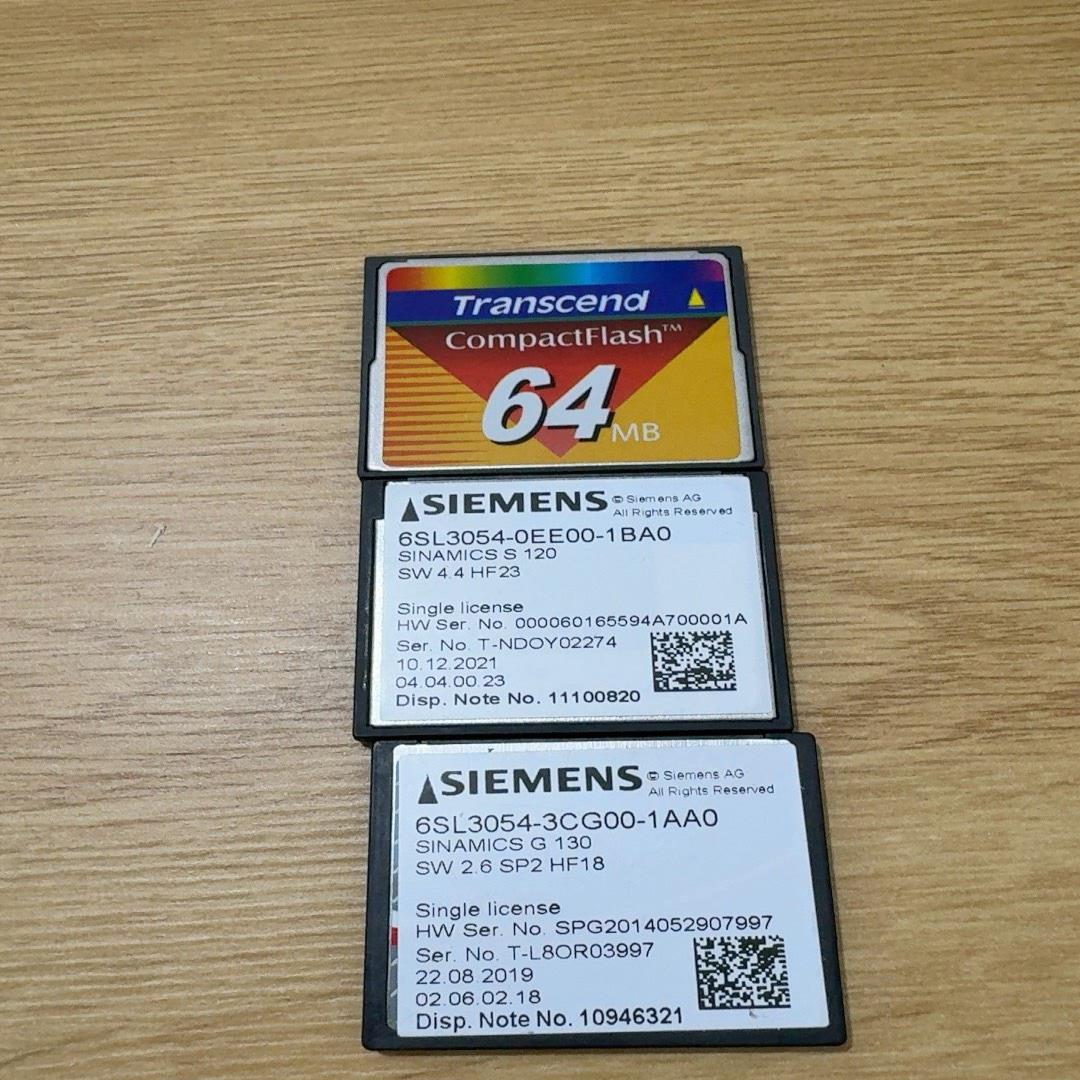 Transcend
CompactFlash™
64 MB
SIEMENS © Siemens AG
All Rights Reserved
6SL3054-0EE00-1BA0
SINAMICS S 120
SW 4.4 HF23
Single license
HW Ser. No. 000060165594A700001A
Ser. No. T-NDOY02274
10.12.2021
04.04.00.23
Disp. Note No. 11100820
SIEMENS © Siemens AG
All Rights Reserved
6SL3054-3CG00-1AA0
SINAMICS G 130
SW 2.6 SP2 HF18
Single license
HW Ser. No. SPG2014052907997
Ser. No. T-L8OR03997
22.08.2019
02.06.02.18
Disp. Note No. 10946321